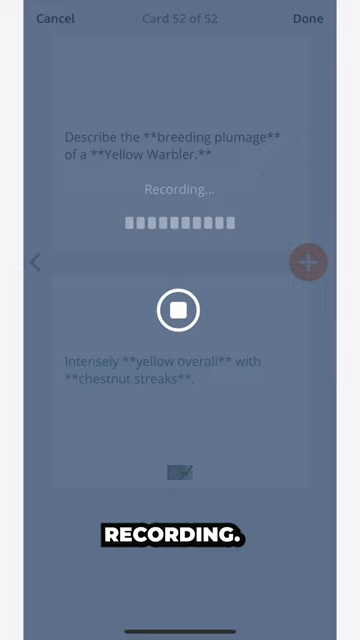 Cancel
Card 52 of 52
Done
Describe the **breeding plumage**
of a **Yellow Warbler.**
Recording...
Intensely **yellow overall** with
**chestnut streaks**.
RECORDING.